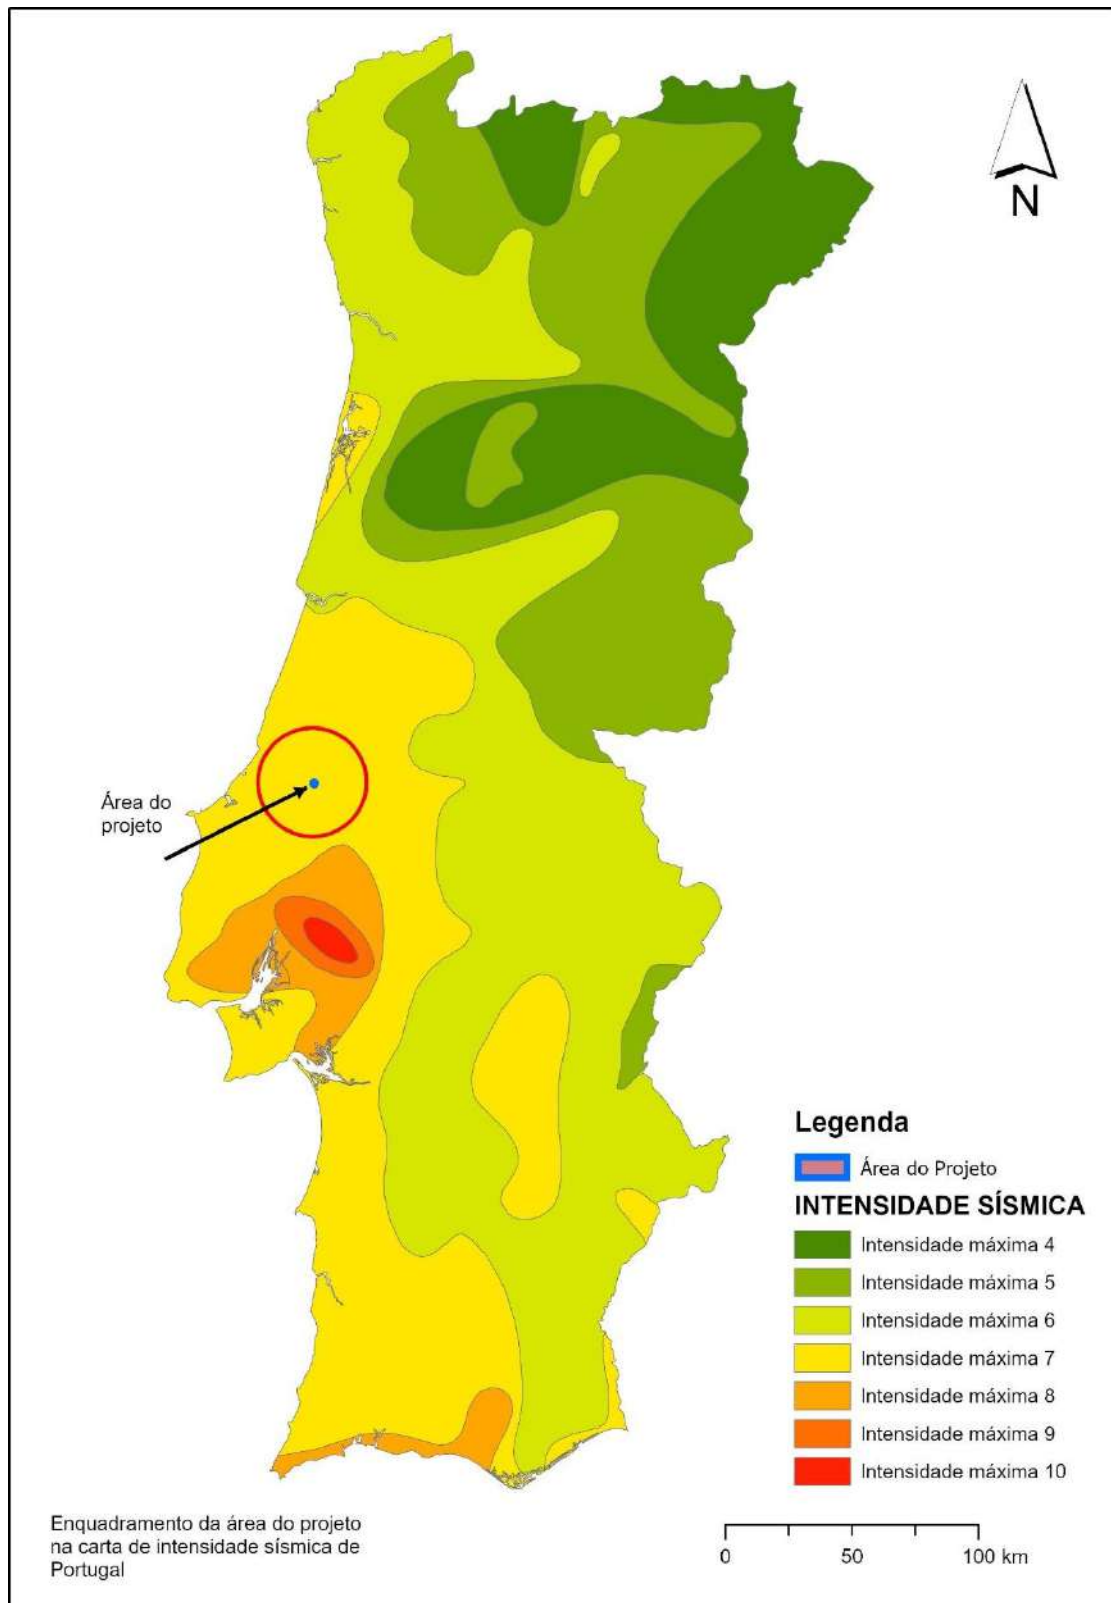 N
Área do
projeto
Legenda
Área do Projeto
INTENSIDADE SÍSMICA
Intensidade máxima 4
Intensidade máxima 5
Intensidade máxima 6
Intensidade máxima 7
Intensidade máxima 8
Intensidade máxima 9
Intensidade máxima 10
Enquadramento da área do projeto
na carta de intensidade sísmica de
Portugal
0 50 100 km